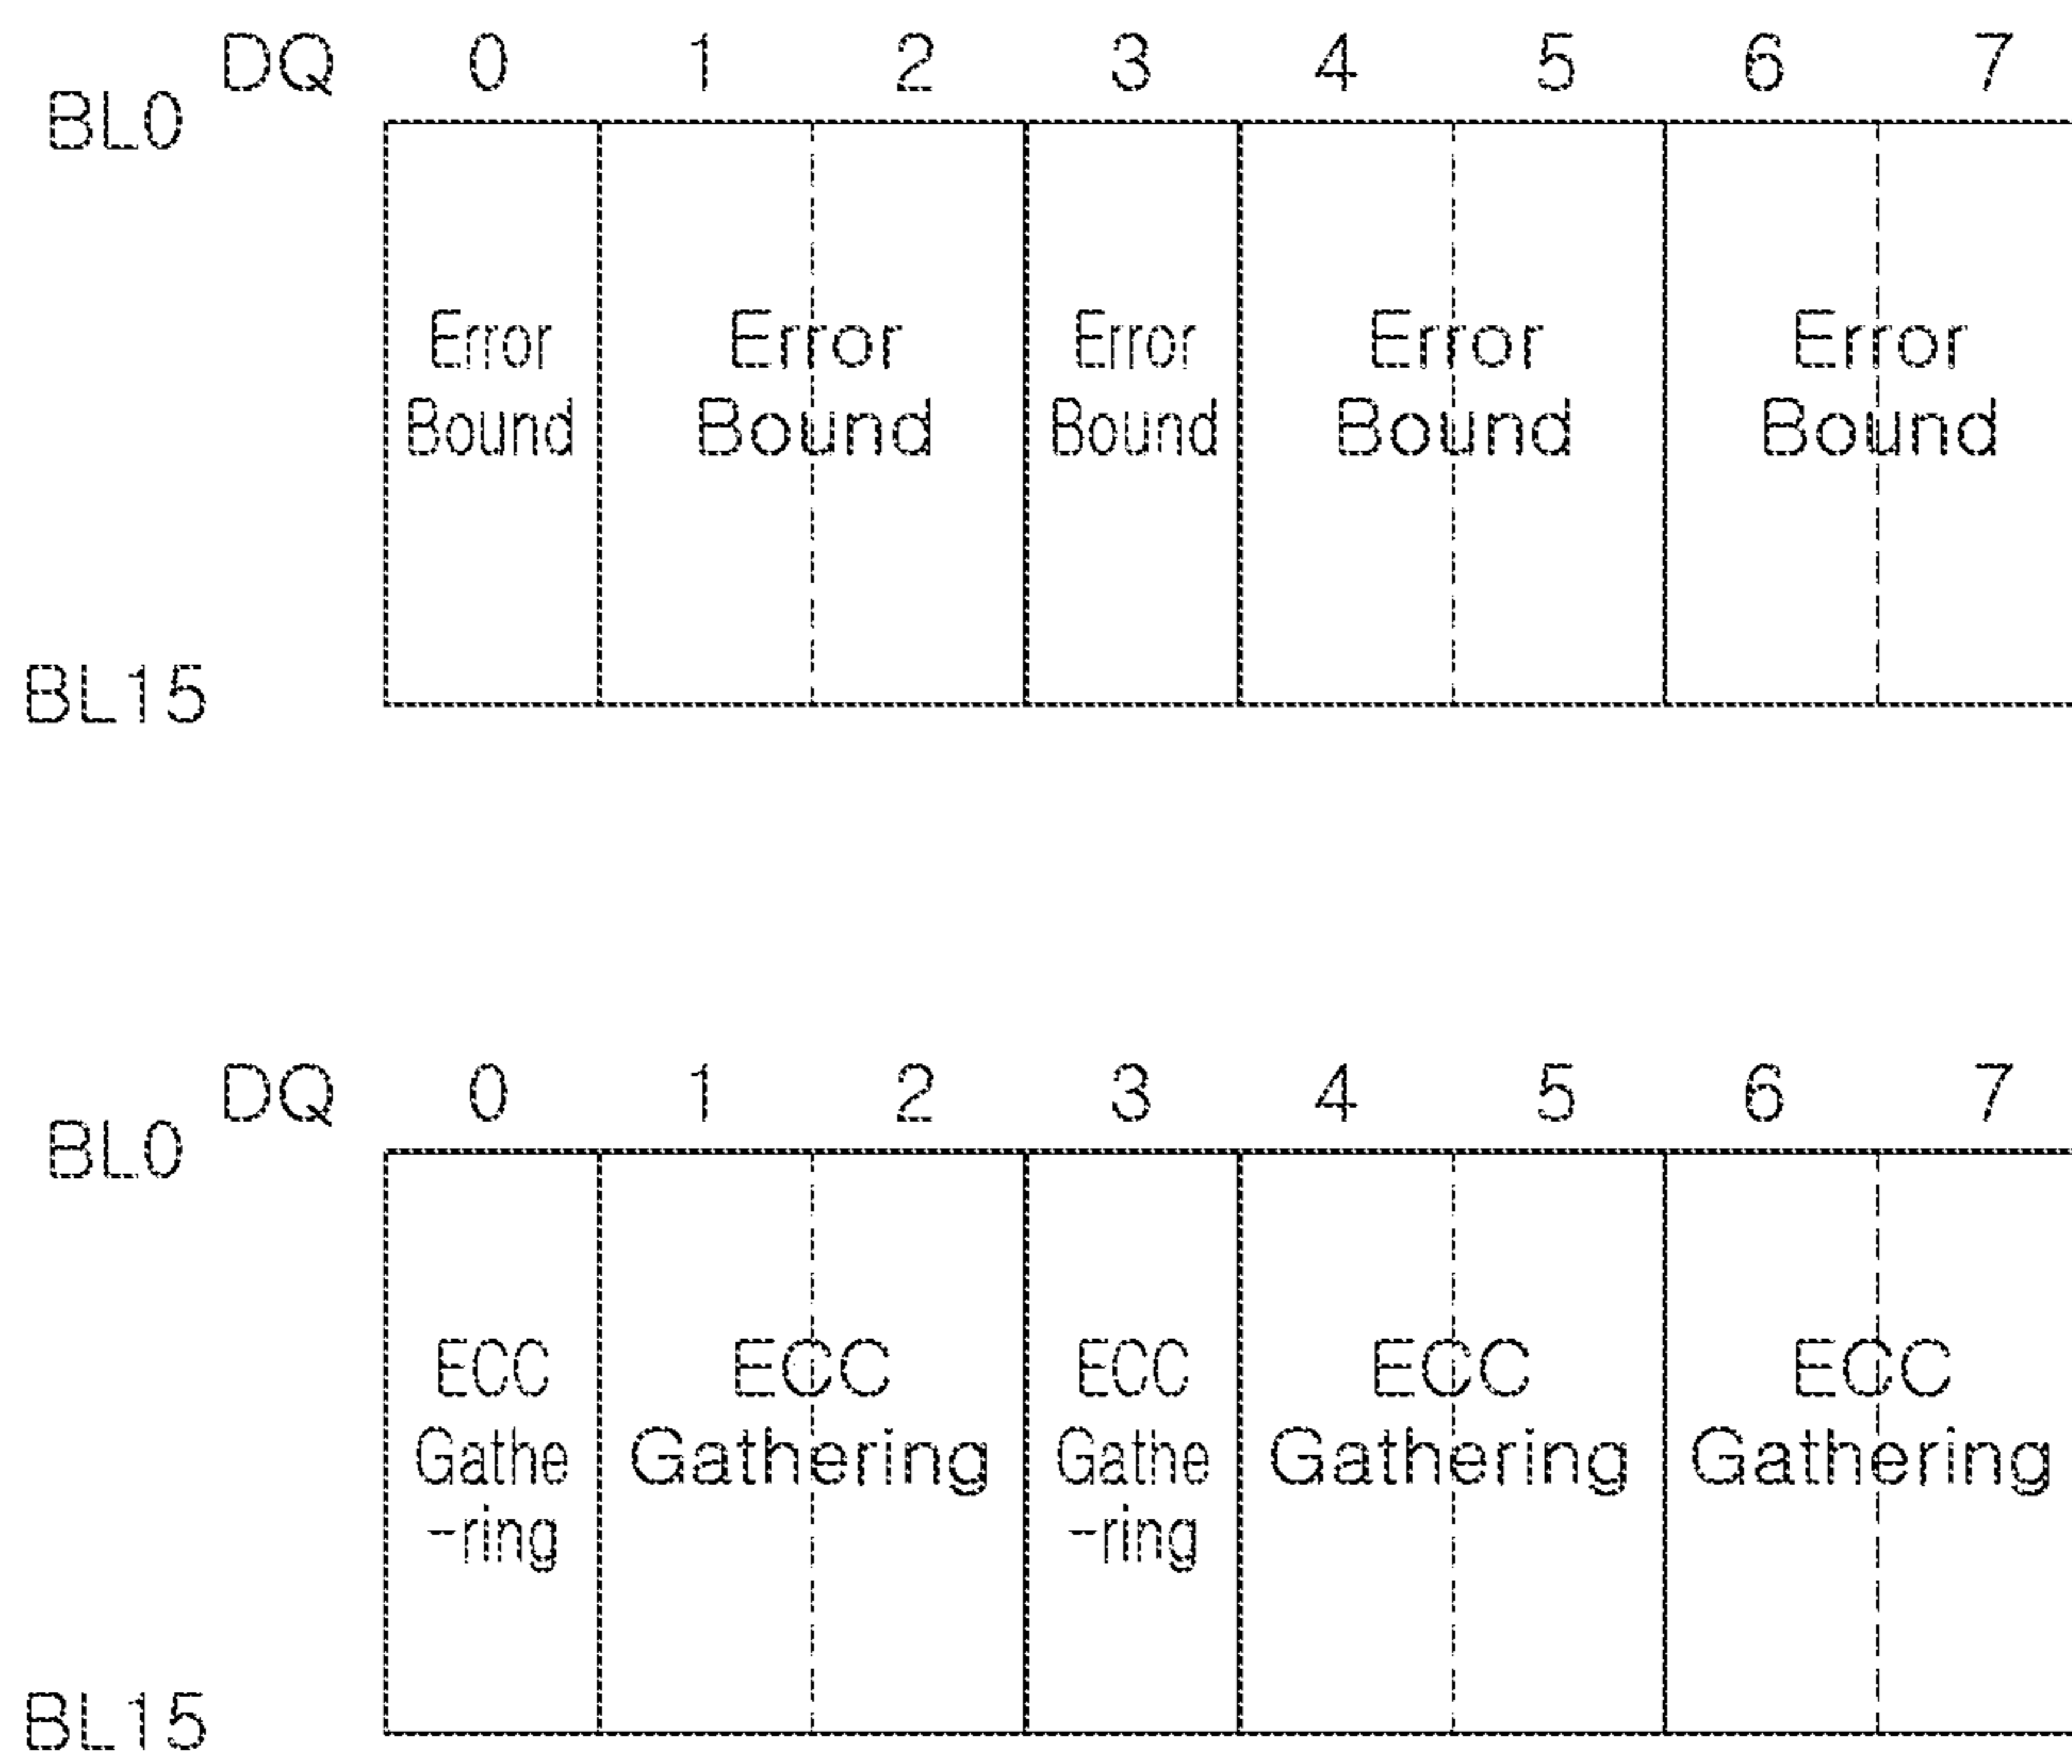 DQ 0 1 2 3 4 5 6 7
BL0
Error Error Error Error Error
Bound Bound Bound Bound Bound
BL15
DQ 0 1 2 3 4 5 6 7
BL0
ECC ECC ECC ECC ECC
Gathe Gathering Gathe Gathering Gathering
-ring -ring
BL15